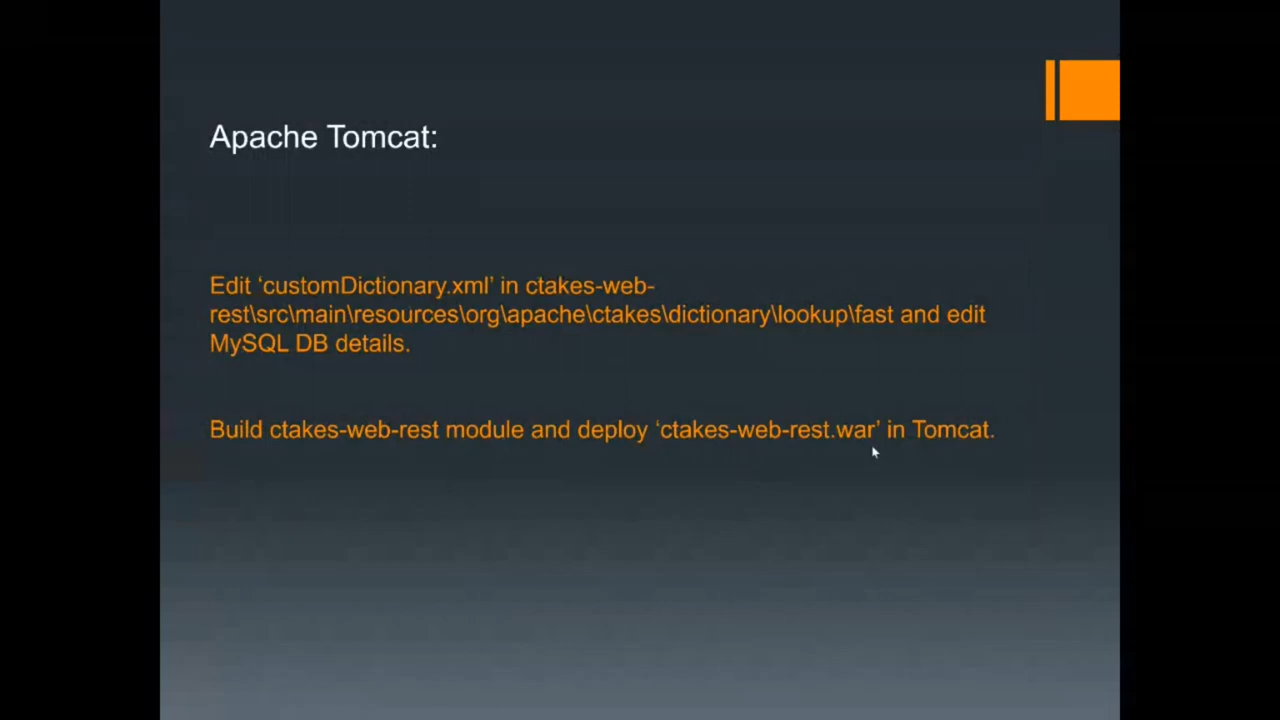 Apache Tomcat:
Edit ‘customDictionary.xml’ in ctakes-web-
rest\src\main\resources\org\apache\ctakes\dictionary\lookup\fast and edit
MySQL DB details.
Build ctakes-web-rest module and deploy ‘ctakes-web-rest.war’ in Tomcat.